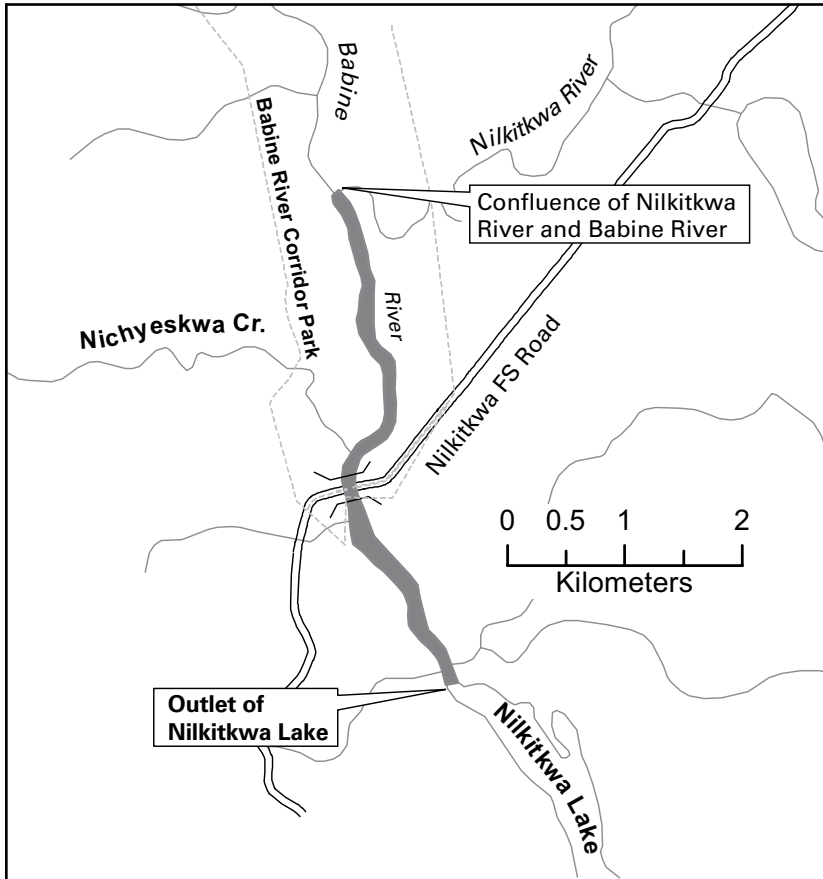 Babine
Nilkitkwa River
Babine River Corridor Park
Confluence of Nilkitkwa
River and Babine River
River
Nichyeskwa Cr.
Nilkitkwa FS Road
0 0.5 1 2
Kilometers
Outlet of
Nilkitkwa Lake
Nilkitkwa Lake